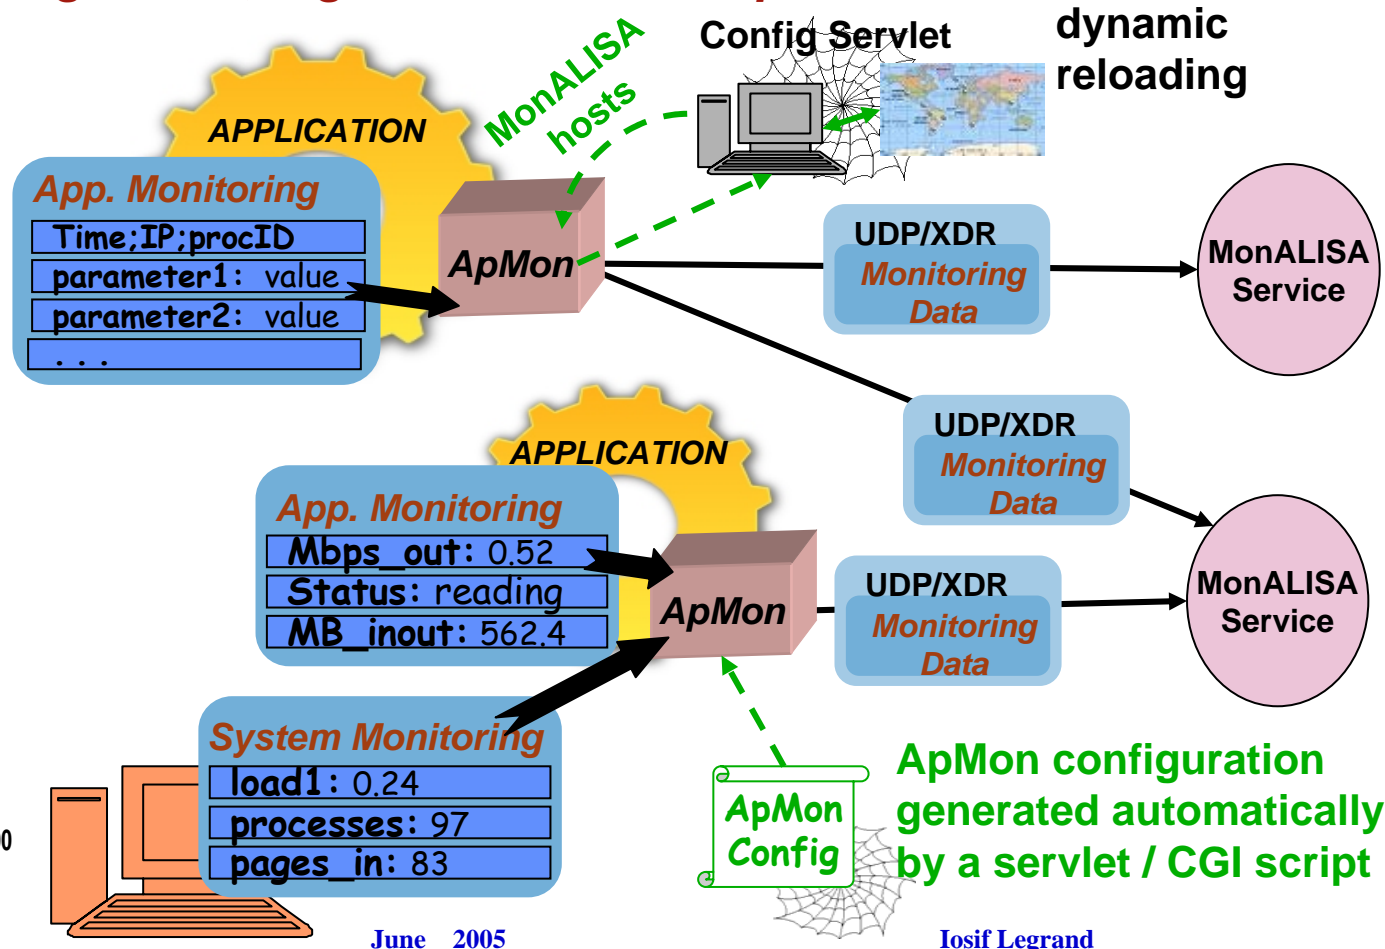 Config Servlet
dynamic
reloading
MonALISA
hosts
APPLICATION
App. Monitoring
Time;IP;procID
parameter1: value
parameter2: value
. . .
ApMon
UDP/XDR
Monitoring
Data
MonALISA
Service
UDP/XDR
Monitoring
Data
APPLICATION
App. Monitoring
Mbps_out: 0.52
Status: reading
MB_inout: 562.4
ApMon
UDP/XDR
Monitoring
Data
MonALISA
Service
System Monitoring
load1: 0.24
processes: 97
pages_in: 83
ApMon
Config
ApMon configuration
generated automatically
by a servlet / CGI script
June 2005
Iosif Legrand